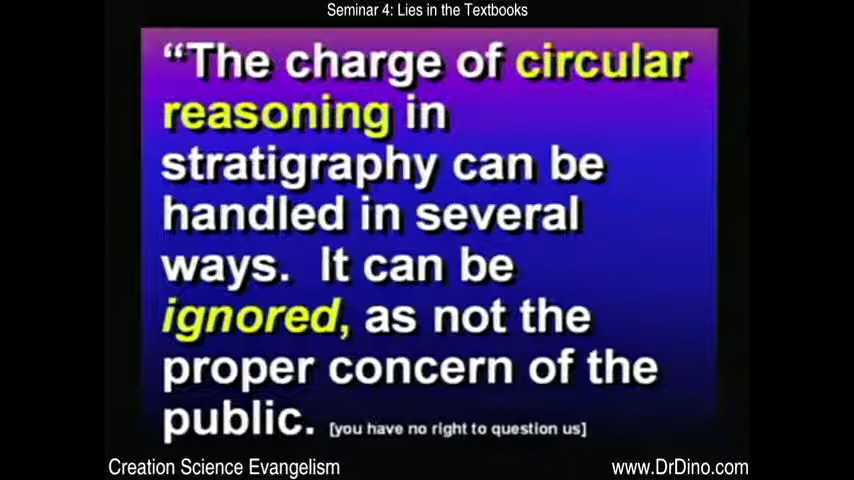 Seminar 4: Lies in the Textbooks
“The charge of circular
reasoning in
stratigraphy can be
handled in several
ways.  It can be
ignored, as not the
proper concern of the
public. [you have no right to question us]
Creation Science Evangelism www.DrDino.com